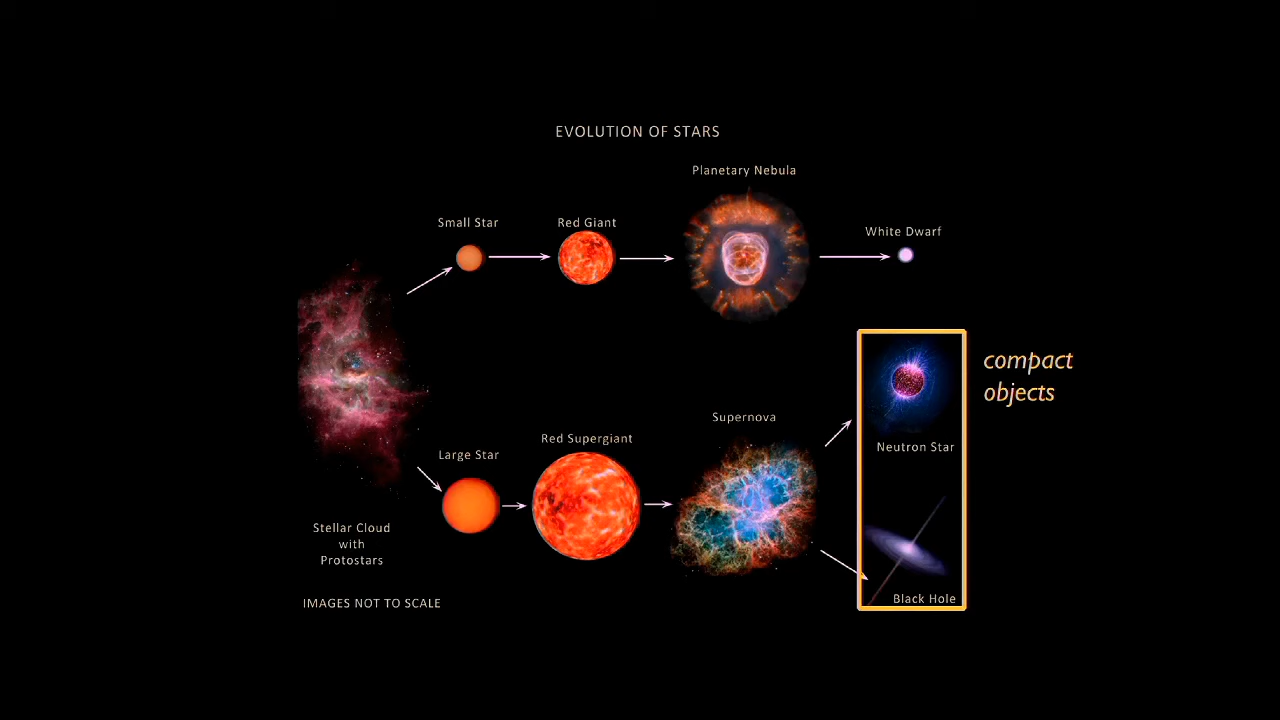 EVOLUTION OF STARS
Planetary Nebula
Small Star
Red Giant
White Dwarf
compact
objects
Supernova
Neutron Star
Red Supergiant
Large Star
Stellar Cloud
with
Protostars
Black Hole
IMAGES NOT TO SCALE